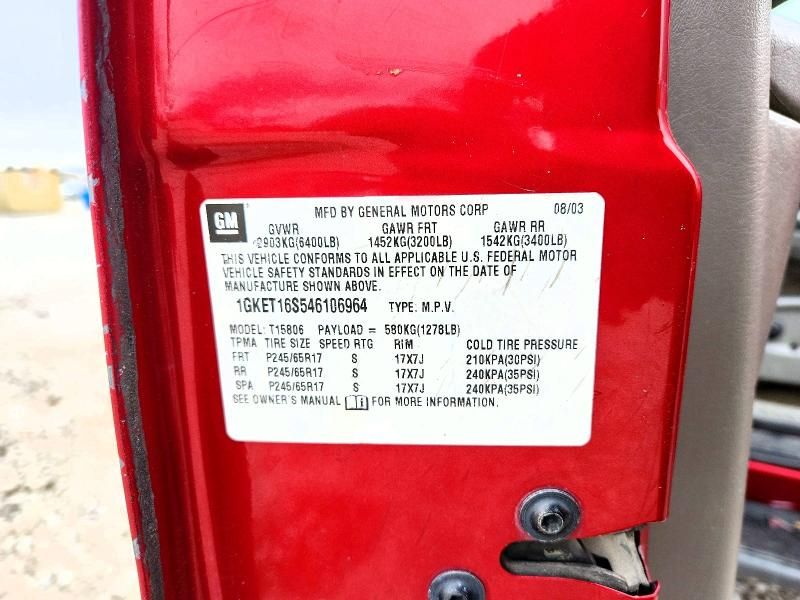 GM
MFD BY GENERAL MOTORS CORP 08/03
GVWR GAWR FRT GAWR RR
2903KG(6400LB) 1452KG(3200LB) 1542KG(3400LB)
THIS VEHICLE CONFORMS TO ALL APPLICABLE U.S. FEDERAL MOTOR
VEHICLE SAFETY STANDARDS IN EFFECT ON THE DATE OF
MANUFACTURE SHOWN ABOVE.
1GKET16S546106964 TYPE: M.P.V.
MODEL: T15806 PAYLOAD = 580KG(1278LB)
TPMA TIRE SIZE SPEED RTG RIM COLD TIRE PRESSURE
FRT P245/65R17 S 17X7J 210KPA(30PSI)
RR P245/65R17 S 17X7J 240KPA(35PSI)
SPA P245/65R17 S 17X7J 240KPA(35PSI)
SEE OWNER'S MANUAL FOR MORE INFORMATION.